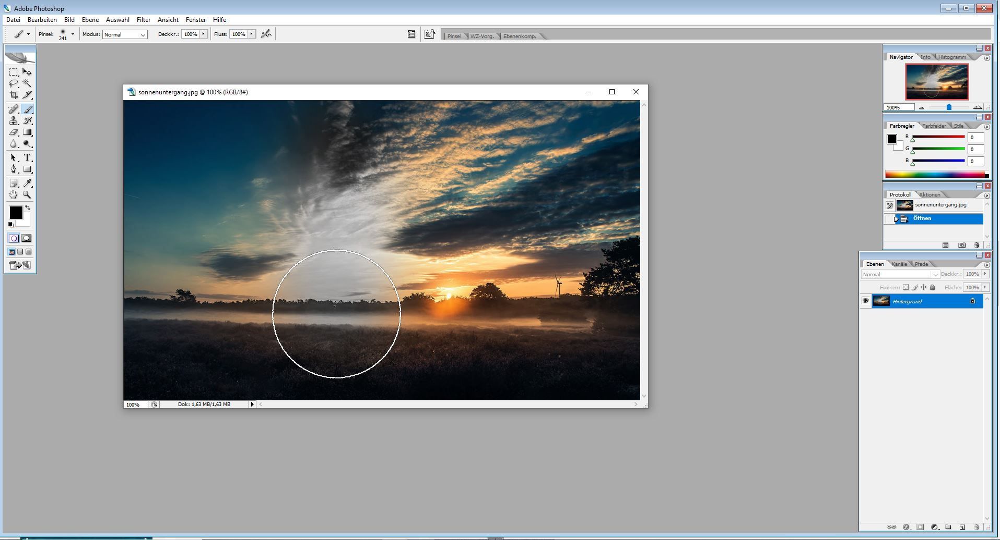 Adobe Photoshop
Datei Bearbeiten Bild Ebene Auswahl Filter Ansicht Fenster Hilfe
Pinsel: 241 Modus: Normal Deckkr.: 100% Fluss: 100% Pinsel WZ-Vorg. Ebenenkomp.
sonnenuntergang.jpg @ 100% (RGB/8#)
100% Dok: 1,63 MB/1,63 MB
Navigator Info Histogramm
100%
Farbregler Farbfelder Stile
R 0
G 0
B 0
Protokoll Aktionen
sonnenuntergang.jpg
Öffnen
Ebenen Kanäle Pfade
Normal Deckkr.: 100%
Fixieren: Fläche: 100%
Hintergrund